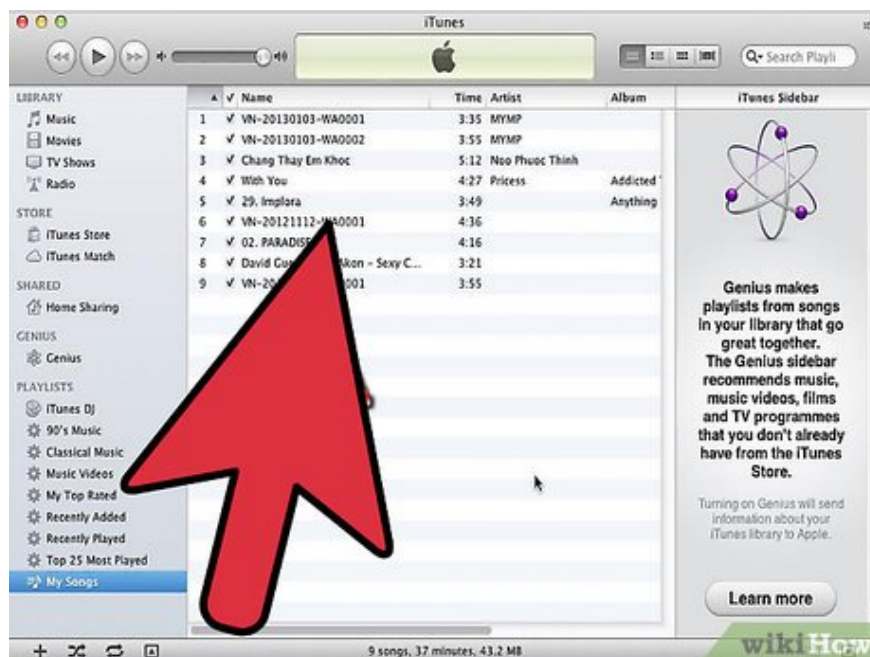 iTunes
Search Playli
LIBRARY
Music
Movies
TV Shows
Radio
STORE
iTunes Store
iTunes Match
SHARED
Home Sharing
GENIUS
Genius
PLAYLISTS
iTunes DJ
90's Music
Classical Music
Music Videos
My Top Rated
Recently Added
Recently Played
Top 25 Most Played
My Songs
Name Time Artist Album
1 VN-20130103-WA0001 3:35 MYMP
2 VN-20130103-WA0002 3:55 MYMP
3 Chang Thay Em Khoc 5:12 Noo Phuoc Thinh
4 With You 4:27 Pricess Addicted
5 29. Implora 3:49 Anything
6 VN-20121112-WA0001 4:36
7 02. PARADISE 4:16
8 David Akon - Sexy C... 3:21
9 3:55
iTunes Sidebar
Genius makes
playlists from songs
in your library that go
great together.
The Genius sidebar
recommends music,
music videos, films
and TV programmes
that you don't already
have from the iTunes
Store.
Turning on Genius will send
information about your
iTunes library to Apple.
Learn more
9 songs, 37 minutes, 43.2 MB
wikiHow